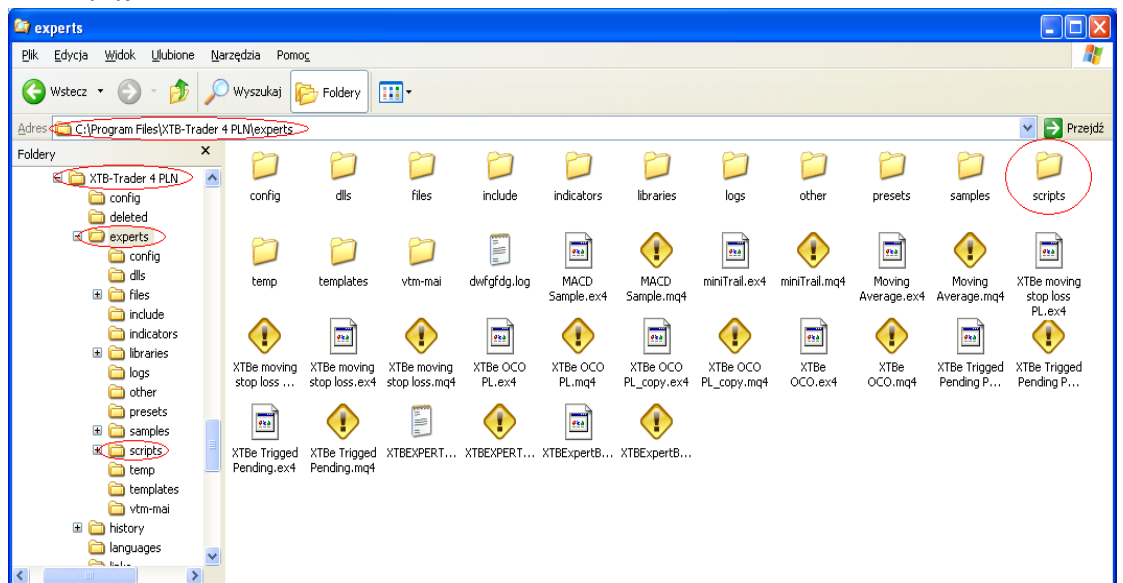 experts
Plik Edycja Widok Ulubione Narzędzia Pomoc
Wstecz Wyszukaj Foldery
Adres C:\Program Files\XTB-Trader 4 PLN\experts Przejdź
Foldery x
XTB-Trader 4 PLN
config
deleted
experts
config
dlls
files
include
indicators
libraries
logs
other
presets
samples
scripts
temp
templates
vtm-mai
history
languages
links
config dlls files include indicators libraries logs other presets samples scripts
temp templates vtm-mai dwfgfdg.log MACD MACD miniTrail.ex4 miniTrail.mq4 Moving Moving XTBe moving
Sample.ex4 Sample.mq4 Average.ex4 Average.mq4 stop loss
PL.ex4
XTBe moving XTBe moving XTBe moving XTBe OCO XTBe OCO XTBe OCO XTBe OCO XTBe XTBe XTBe Trigged XTBe Trigged
stop loss ... stop loss.ex4 stop loss.mq4 PL.ex4 PL.mq4 PL_copy.ex4 PL_copy.mq4 OCO.ex4 OCO.mq4 Pending P... Pending P...
XTBe Trigged XTBe Trigged XTBEXPERT... XTBEXPERT... XTBExpertB... XTBExpertB...
Pending.ex4 Pending.mq4